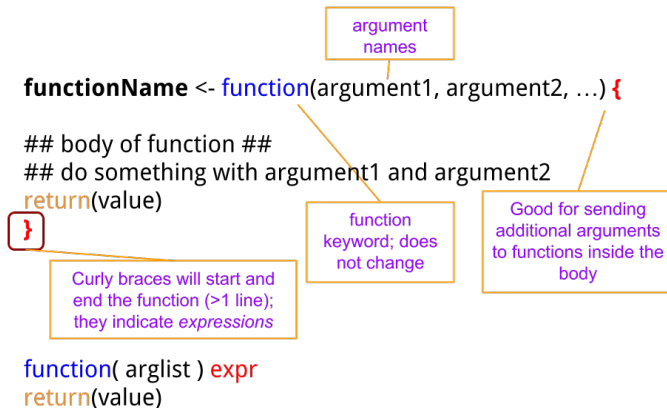 argument
names
functionName <- function(argument1, argument2, …) {
## body of function ##
## do something with argument1 and argument2
return(value)
}
function
keyword; does
not change
Good for sending
additional arguments
to functions inside the
body
Curly braces will start and
end the function (>1 line);
they indicate expressions
function( arglist ) expr
return(value)